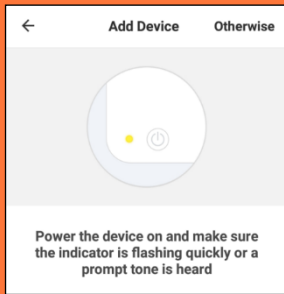 Add Device Otherwise
Power the device on and make sure
the indicator is flashing quickly or a
prompt tone is heard